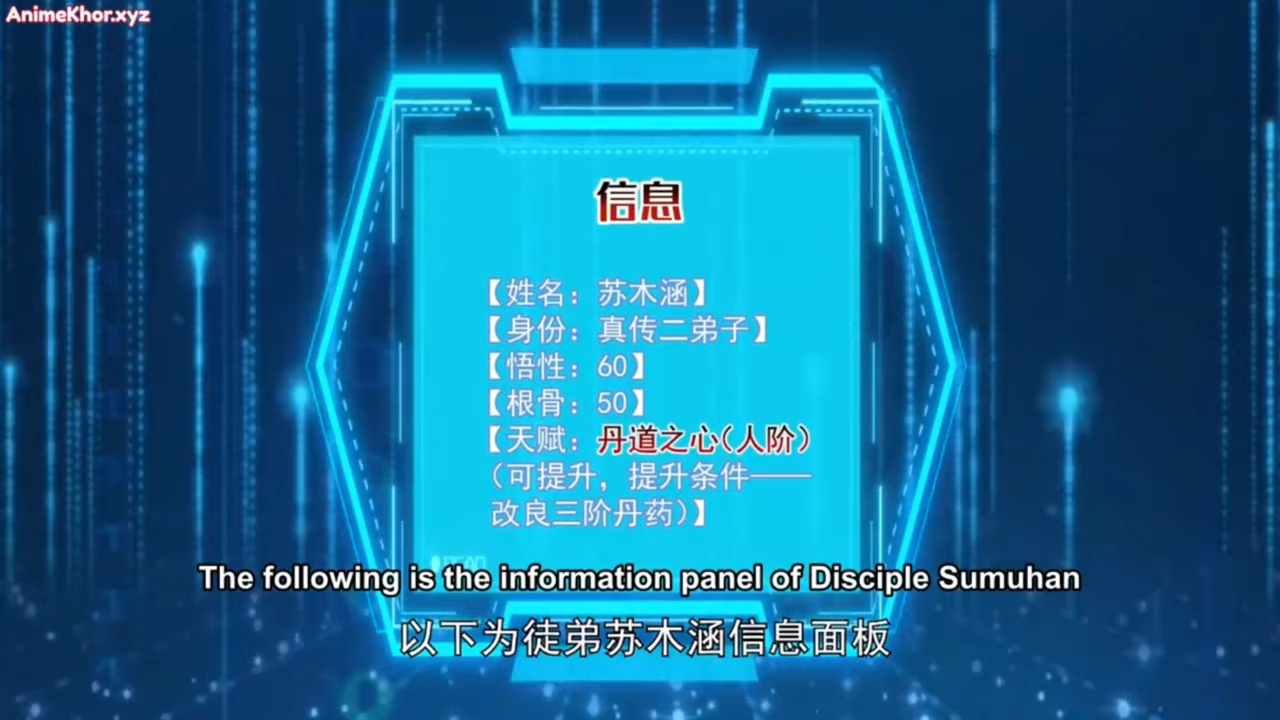 AnimeKhor.xyz
信息
【姓名：苏木涵】
【身份：真传二弟子】
【悟性：60】
【根骨：50】
【天赋：丹道之心（人阶）
（可提升，提升条件——
改良三阶丹药）】
The following is the information panel of Disciple Sumuhan
以下为徒弟苏木涵信息面板